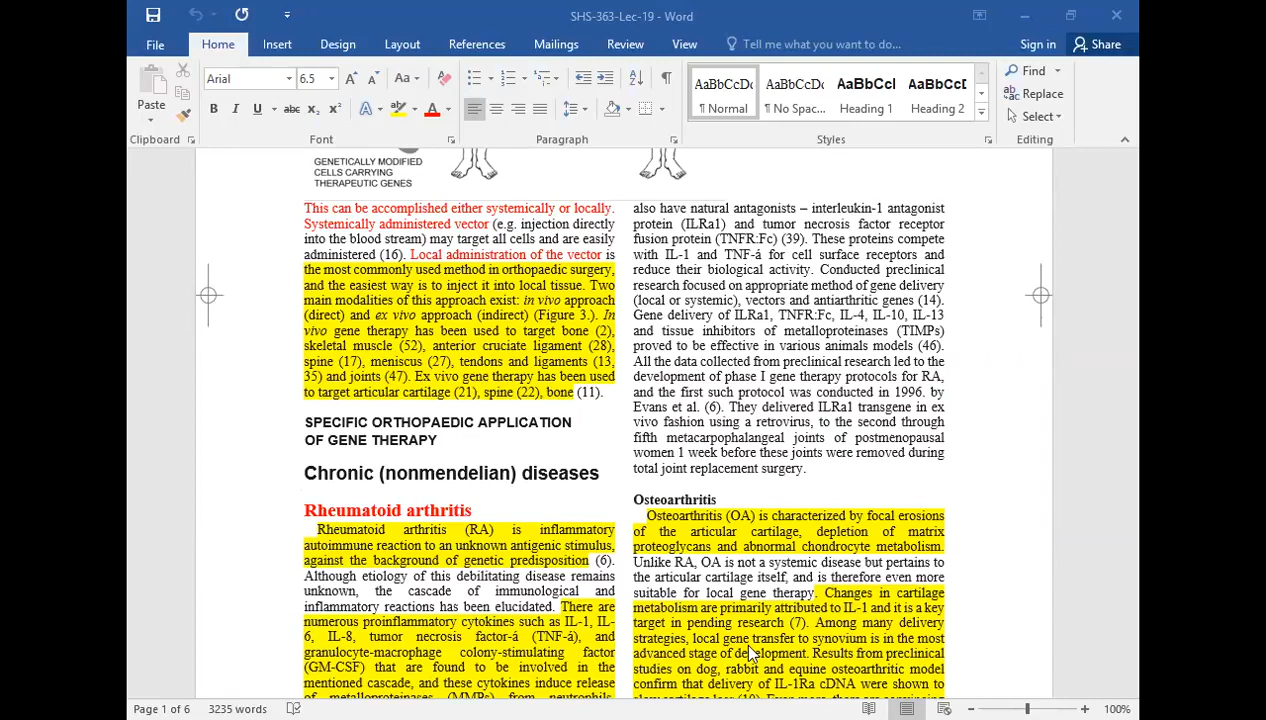 SHS-363-Lec-19 - Word
File Home Insert Design Layout References Mailings Review View Tell me what you want to do... Sign in Share
Paste
Clipboard
Arial 6.5
Aa
B I U abc x₂ x² A A
Font
Paragraph
AaBbCcDc AaBbCcDc AaBbCcI AaBbCcD
¶ Normal ¶ No Spac... Heading 1 Heading 2
Styles
Find
Replace
Select
Editing
GENETICALLY MODIFIED
CELLS CARRYING
THERAPEUTIC GENES
This can be accomplished either systemically or locally.
Systemically administered vector (e.g. injection directly
into the blood stream) may target all cells and are easily
administered (16). Local administration of the vector is
the most commonly used method in orthopaedic surgery,
and the easiest way is to inject it into local tissue. Two
main modalities of this approach exist: in vivo approach
(direct) and ex vivo approach (indirect) (Figure 3.). In
vivo gene therapy has been used to target bone (2),
skeletal muscle (52), anterior cruciate ligament (28),
spine (17), meniscus (27), tendons and ligaments (13,
35) and joints (47). Ex vivo gene therapy has been used
to target articular cartilage (21), spine (22), bone (11).
SPECIFIC ORTHOPAEDIC APPLICATION
OF GENE THERAPY
Chronic (nonmendelian) diseases
Rheumatoid arthritis
Rheumatoid arthritis (RA) is inflammatory
autoimmune reaction to an unknown antigenic stimulus,
against the background of genetic predisposition (6).
Although etiology of this debilitating disease remains
unknown, the cascade of immunological and
inflammatory reactions has been elucidated. There are
numerous proinflammatory cytokines such as IL-1, IL-
6, IL-8, tumor necrosis factor-á (TNF-á), and
granulocyte-macrophage colony-stimulating factor
(GM-CSF) that are found to be involved in the
mentioned cascade, and these cytokines induce release
of metalloproteinases (MMPs) from neutrophils,
also have natural antagonists – interleukin-1 antagonist
protein (ILRa1) and tumor necrosis factor receptor
fusion protein (TNFR:Fc) (39). These proteins compete
with IL-1 and TNF-á for cell surface receptors and
reduce their biological activity. Conducted preclinical
research focused on appropriate method of gene delivery
(local or systemic), vectors and antiarthritic genes (14).
Gene delivery of ILRa1, TNFR:Fc, IL-4, IL-10, IL-13
and tissue inhibitors of metalloproteinases (TIMPs)
proved to be effective in various animals models (46).
All the data collected from preclinical research led to the
development of phase I gene therapy protocols for RA,
and the first such protocol was conducted in 1996. by
Evans et al. (6). They delivered ILRa1 transgene in ex
vivo fashion using a retrovirus, to the second through
fifth metacarpophalangeal joints of postmenopausal
women 1 week before these joints were removed during
total joint replacement surgery.
Osteoarthritis
Osteoarthritis (OA) is characterized by focal erosions
of the articular cartilage, depletion of matrix
proteoglycans and abnormal chondrocyte metabolism.
Unlike RA, OA is not a systemic disease but pertains to
the articular cartilage itself, and is therefore even more
suitable for local gene therapy. Changes in cartilage
metabolism are primarily attributed to IL-1 and it is a key
target in pending research (7). Among many delivery
strategies, local gene transfer to synovium is in the most
advanced stage of development. Results from preclinical
studies on dog, rabbit and equine osteoarthritic model
confirm that delivery of IL-1Ra cDNA were shown to
Page 1 of 6 3235 words 100%